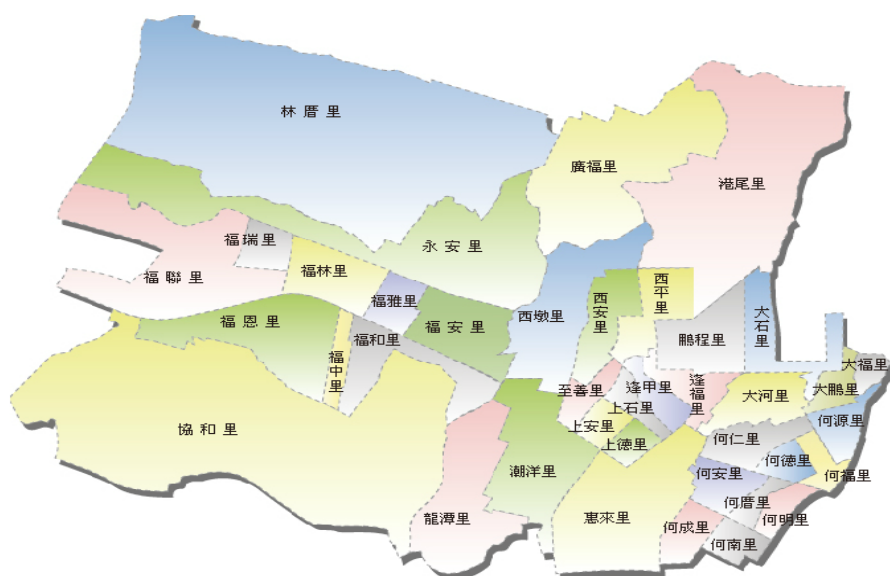 林厝里
廣福里
港尾里
永安里
福瑞里
福聯里
福林里
福雅里
福安里
西墩里
西安里
西平里
大石里
福恩里
福和里
福中里
鵬程里
大福里
至善里
逢甲里
逢福里
大河里
大鵬里
上石里
上安里
上德里
何源里
協和里
何仁里
何德里
何福里
潮洋里
何安里
何厝里
龍潭里
惠來里
何成里
何明里
何南里